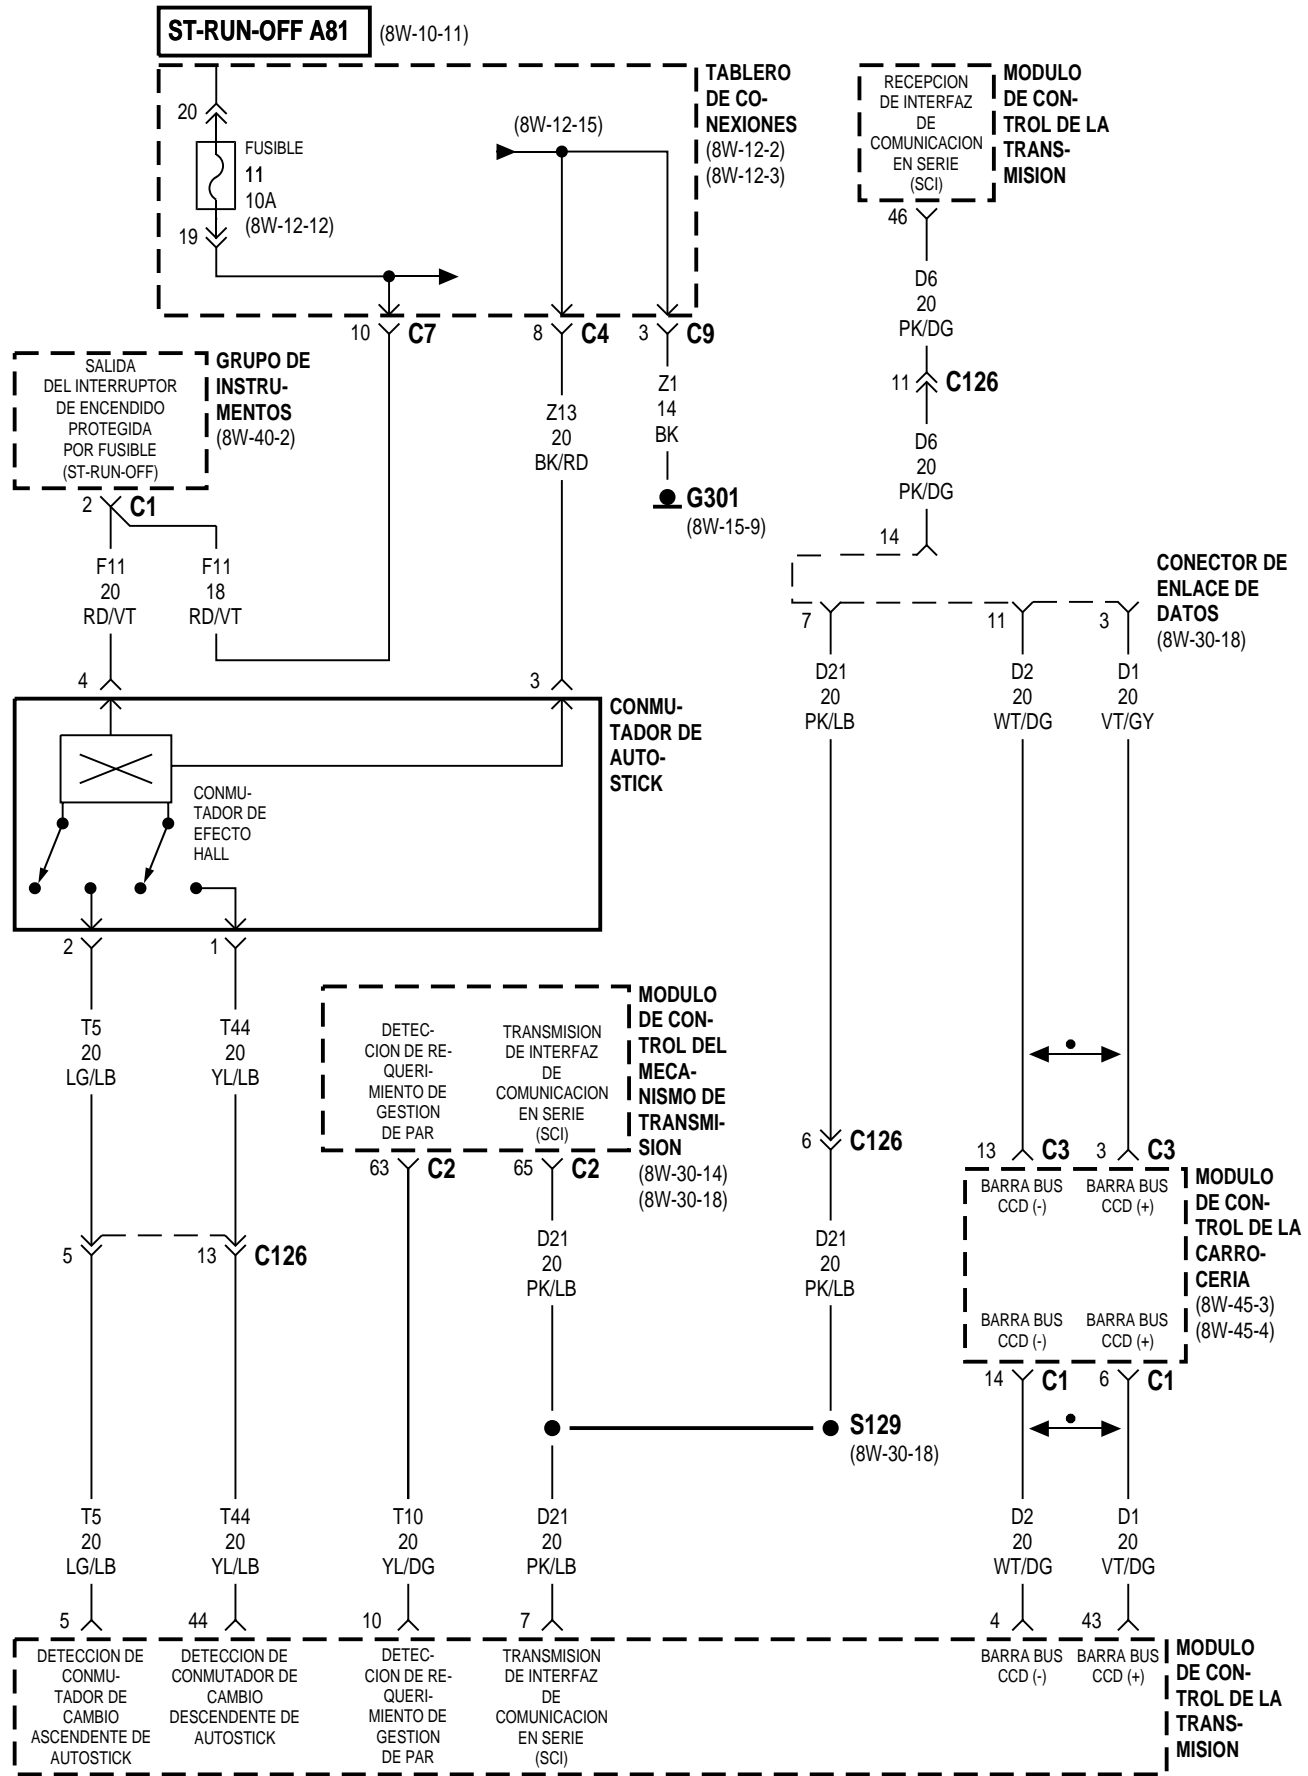 ST-RUN-OFF A81 (8W-10-11)
20
FUSIBLE
11
10A
(8W-12-12)
19
(8W-12-15)
TABLERO
DE CO-
NEXIONES
(8W-12-2)
(8W-12-3)
RECEPCION
DE INTERFAZ
DE
COMUNICACION
EN SERIE
(SCI)
MODULO
DE CON-
TROL DE LA
TRANS-
MISION
46
D6
20
PK/DG
11 C126
D6
20
PK/DG
14
10 C7
8 C4
3 C9
SALIDA
DEL INTERRUPTOR
DE ENCENDIDO
PROTEGIDA
POR FUSIBLE
(ST-RUN-OFF)
GRUPO DE
INSTRU-
MENTOS
(8W-40-2)
2 C1
Z13
20
BK/RD
Z1
14
BK
G301
(8W-15-9)
F11
20
RD/VT
F11
18
RD/VT
CONECTOR DE
ENLACE DE
DATOS
(8W-30-18)
7
11
3
D21
20
PK/LB
D2
20
WT/DG
D1
20
VT/GY
4
3
CONMU-
TADOR DE
AUTO-
STICK
CONMU-
TADOR DE
EFECTO
HALL
2
1
T5
20
LG/LB
T44
20
YL/LB
DETEC-
CION DE RE-
QUERI-
MIENTO DE
GESTION
DE PAR
TRANSMISION
DE INTERFAZ
DE
COMUNICACION
EN SERIE
(SCI)
MODULO
DE CON-
TROL DEL
MECA-
NISMO DE
TRANSMI-
SION
(8W-30-14)
(8W-30-18)
63 C2
65 C2
6 C126
13 C3
3 C3
BARRA BUS
CCD (-)
BARRA BUS
CCD (+)
MODULO
DE CON-
TROL DE LA
CARRO-
CERIA
(8W-45-3)
(8W-45-4)
BARRA BUS
CCD (-)
BARRA BUS
CCD (+)
14 C1
6 C1
5
13 C126
D21
20
PK/LB
D21
20
PK/LB
S129
(8W-30-18)
T5
20
LG/LB
T44
20
YL/LB
T10
20
YL/DG
D21
20
PK/LB
D2
20
WT/DG
D1
20
VT/DG
5
44
10
7
4
43
DETECCION DE
CONMU-
TADOR DE
CAMBIO
ASCENDENTE DE
AUTOSTICK
DETECCION DE
CONMUTADOR DE
CAMBIO
DESCENDENTE DE
AUTOSTICK
DETEC-
CION DE RE-
QUERI-
MIENTO DE
GESTION
DE PAR
TRANSMISION
DE INTERFAZ
DE
COMUNICACION
EN SERIE
(SCI)
BARRA BUS
CCD (-)
BARRA BUS
CCD (+)
MODULO
DE CON-
TROL DE LA
TRANS-
MISION